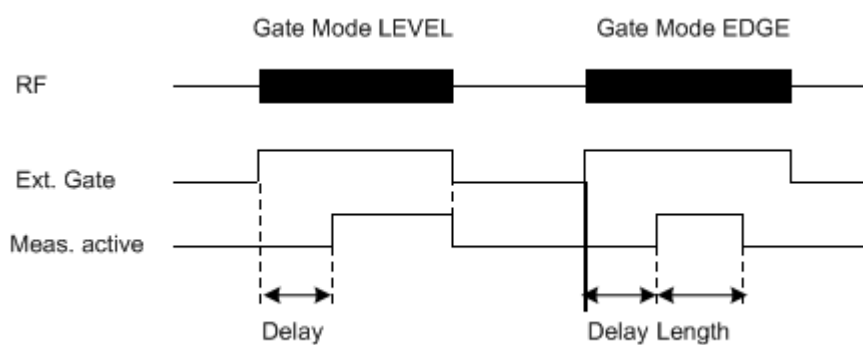 Gate Mode LEVEL Gate Mode EDGE
RF
Ext. Gate
Meas. active
Delay Delay Length